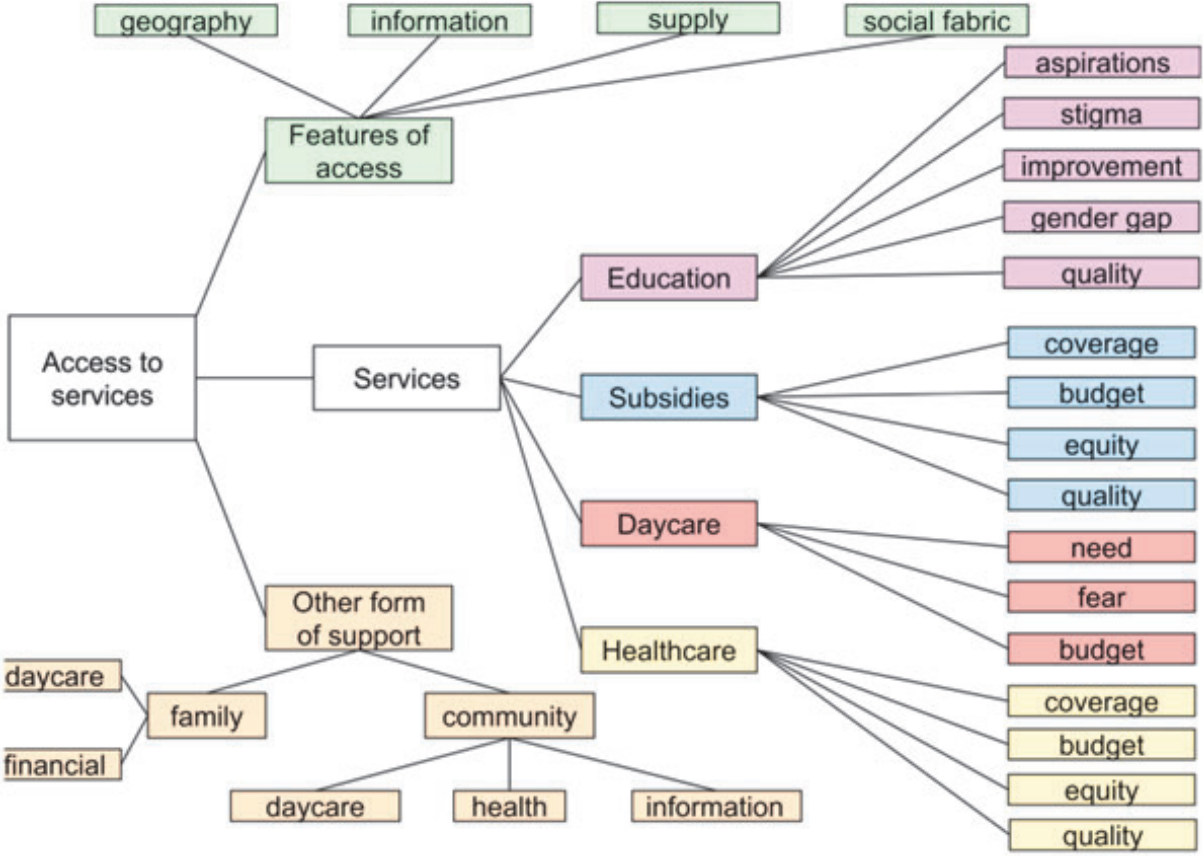 geography
information
supply
social fabric
Features of
access
aspirations
stigma
improvement
gender gap
quality
Education
Access to
services
Services
Subsidies
coverage
budget
equity
quality
Daycare
need
fear
budget
Other form
of support
Healthcare
coverage
budget
equity
quality
daycare
financial
family
community
daycare
health
information